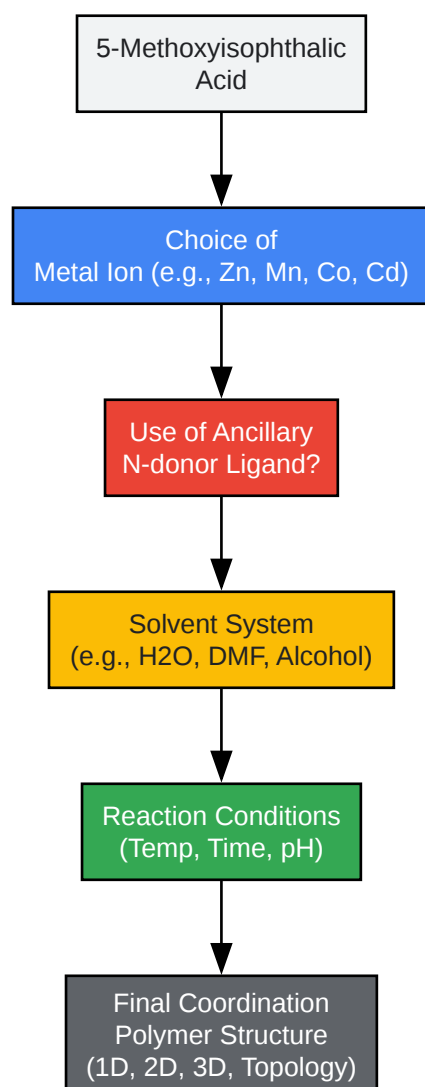 5-Methoxyisophthalic
Acid
Choice of
Metal Ion (e.g., Zn, Mn, Co, Cd)
Use of Ancillary
N-donor Ligand?
Solvent System
(e.g., H2O, DMF, Alcohol)
Reaction Conditions
(Temp, Time, pH)
Final Coordination
Polymer Structure
(1D, 2D, 3D, Topology)